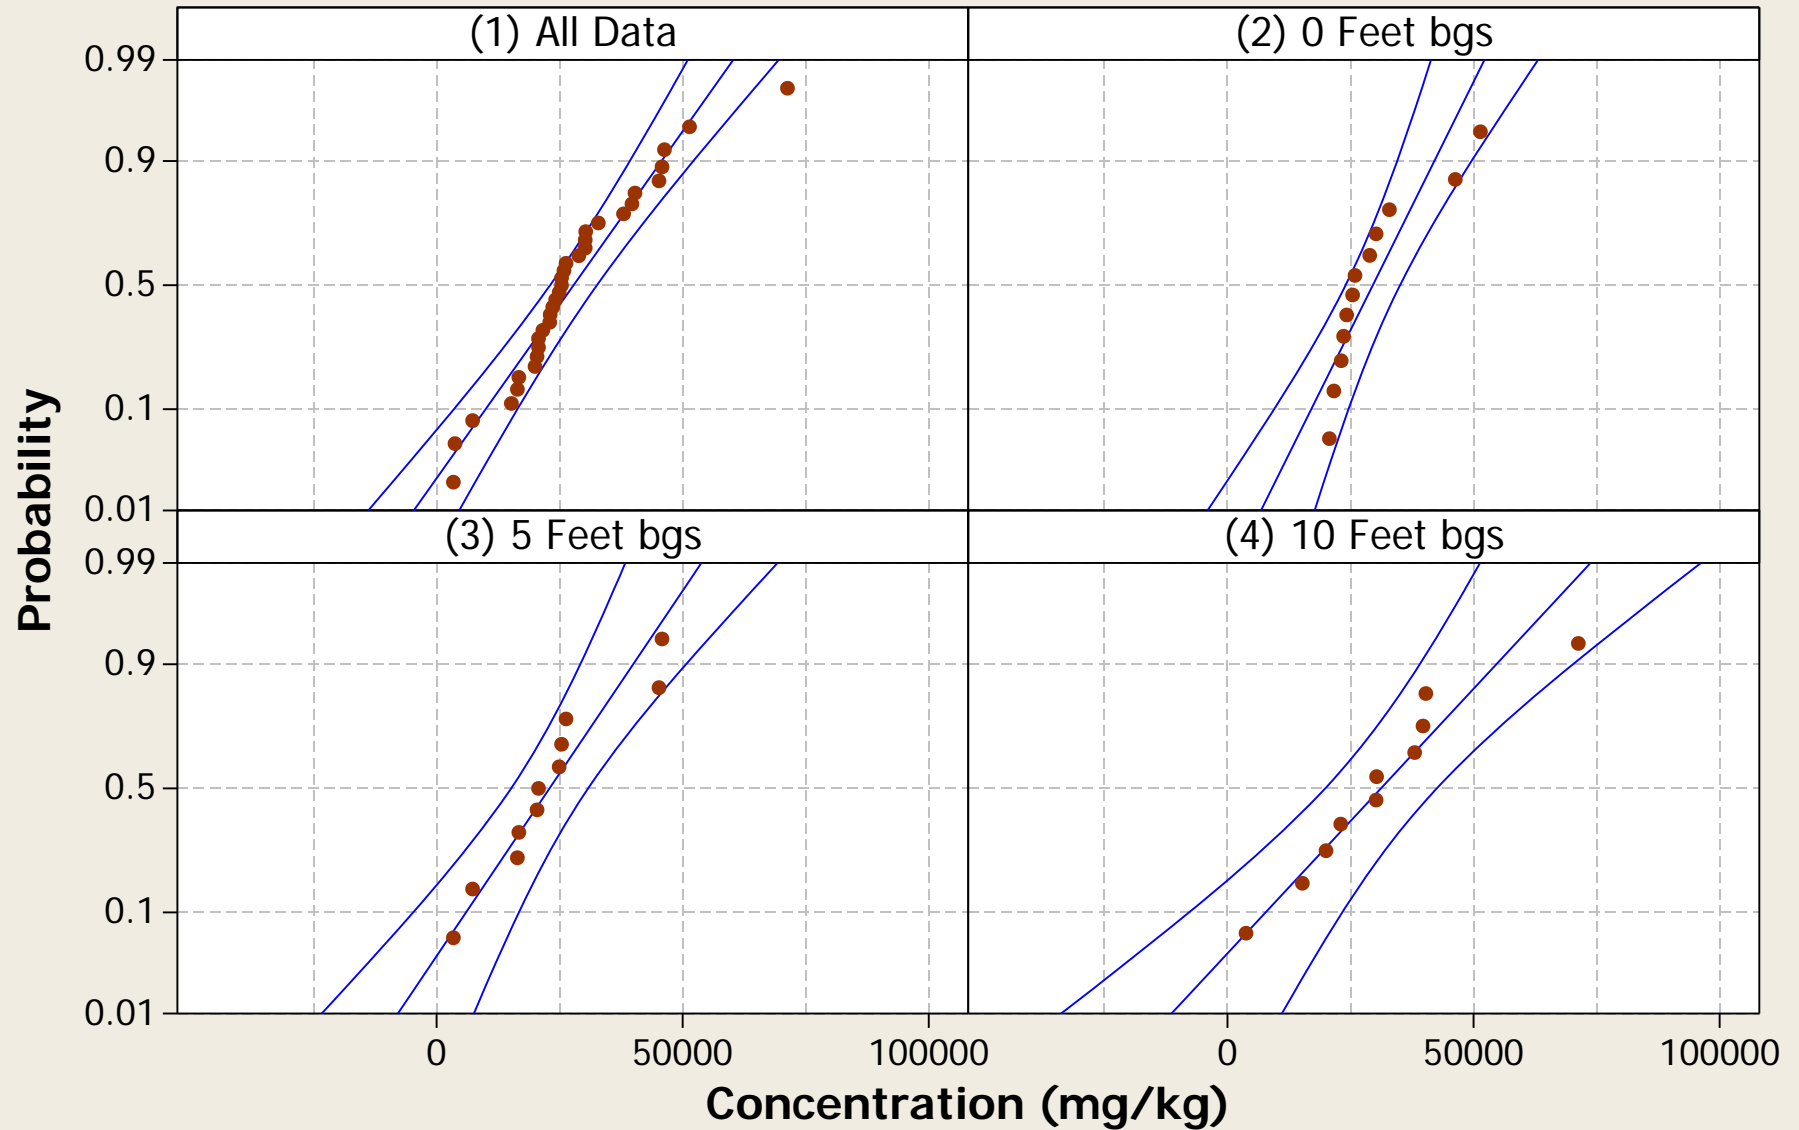 (1) All Data
(2) 0 Feet bgs
0.99
0.9
0.5
0.1
0.01
(3) 5 Feet bgs
(4) 10 Feet bgs
0.99
0.9
0.5
0.1
0.01
Probability
0
50000
100000
0
50000
100000
Concentration (mg/kg)